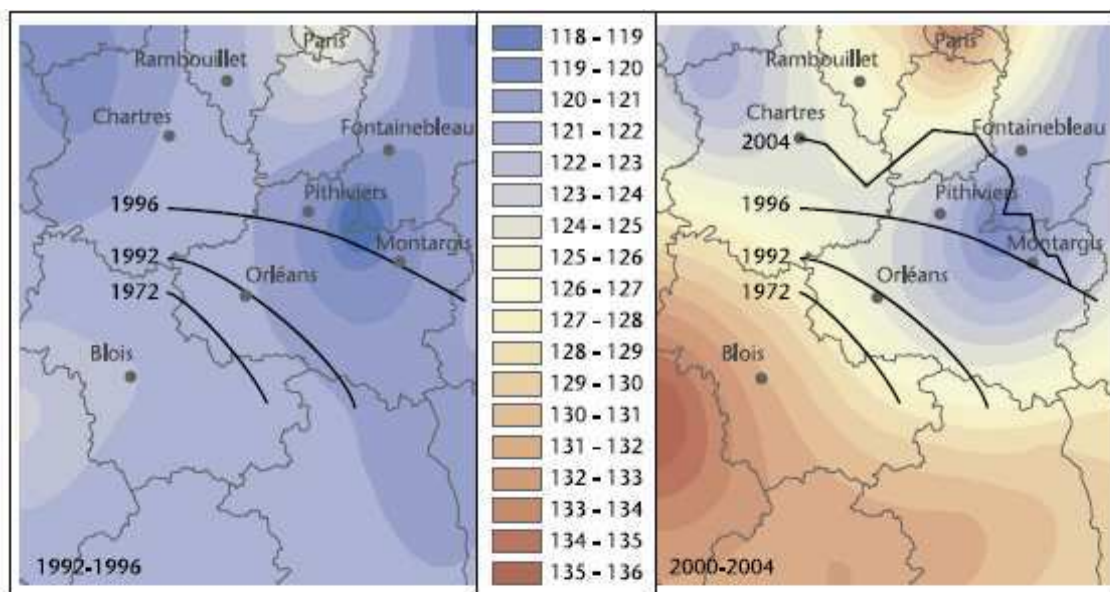 Paris
Rambouillet
Chartres
Fontainebleau
Pithiviers
1996
Montargis
1992
Orléans
1972
Blois
1992-1996
118 - 119
119 - 120
120 - 121
121 - 122
122 - 123
123 - 124
124 - 125
125 - 126
126 - 127
127 - 128
128 - 129
129 - 130
130 - 131
131 - 132
132 - 133
133 - 134
134 - 135
135 - 136
Paris
Rambouillet
Chartres
2004
Fontainebleau
Pithiviers
1996
Montargis
1992
Orléans
1972
Blois
2000-2004